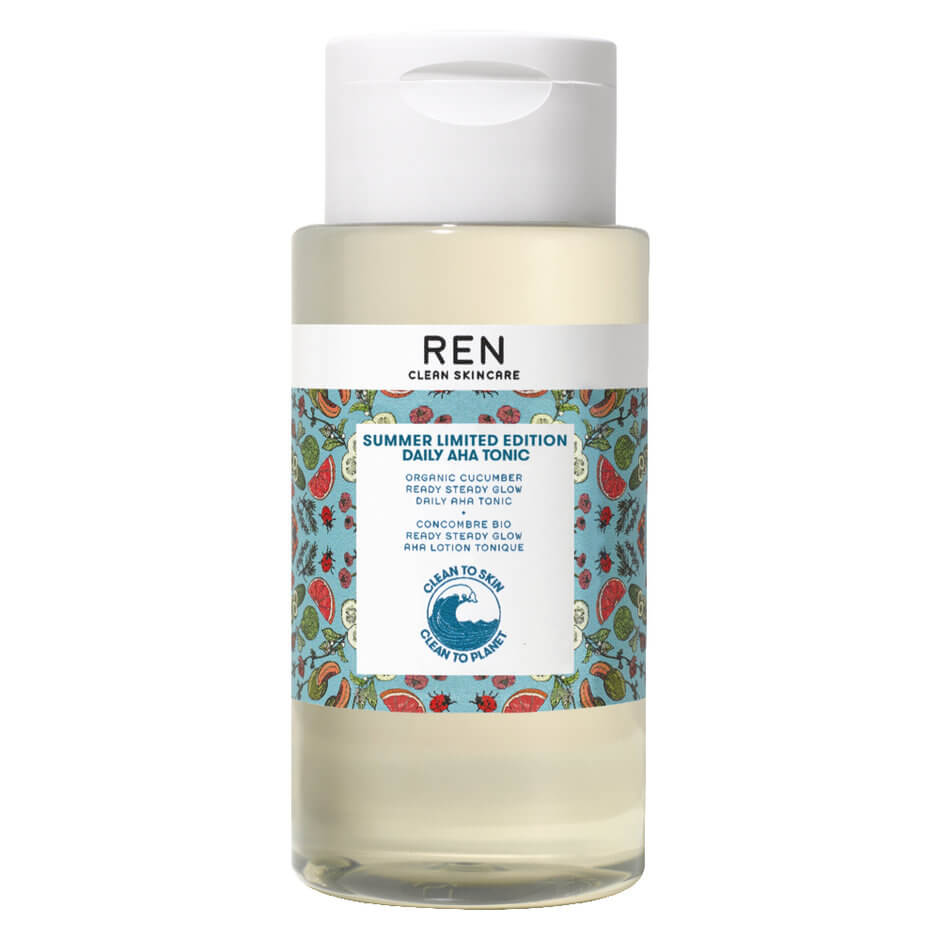 REN
CLEAN SKINCARE
SUMMER LIMITED EDITION
DAILY AHA TONIC
ORGANIC CUCUMBER
READY STEADY GLOW
DAILY AHA TONIC
•
CONCOMBRE BIO
READY STEADY GLOW
AHA LOTION TONIQUE
CLEAN TO SKIN
CLEAN TO PLANET